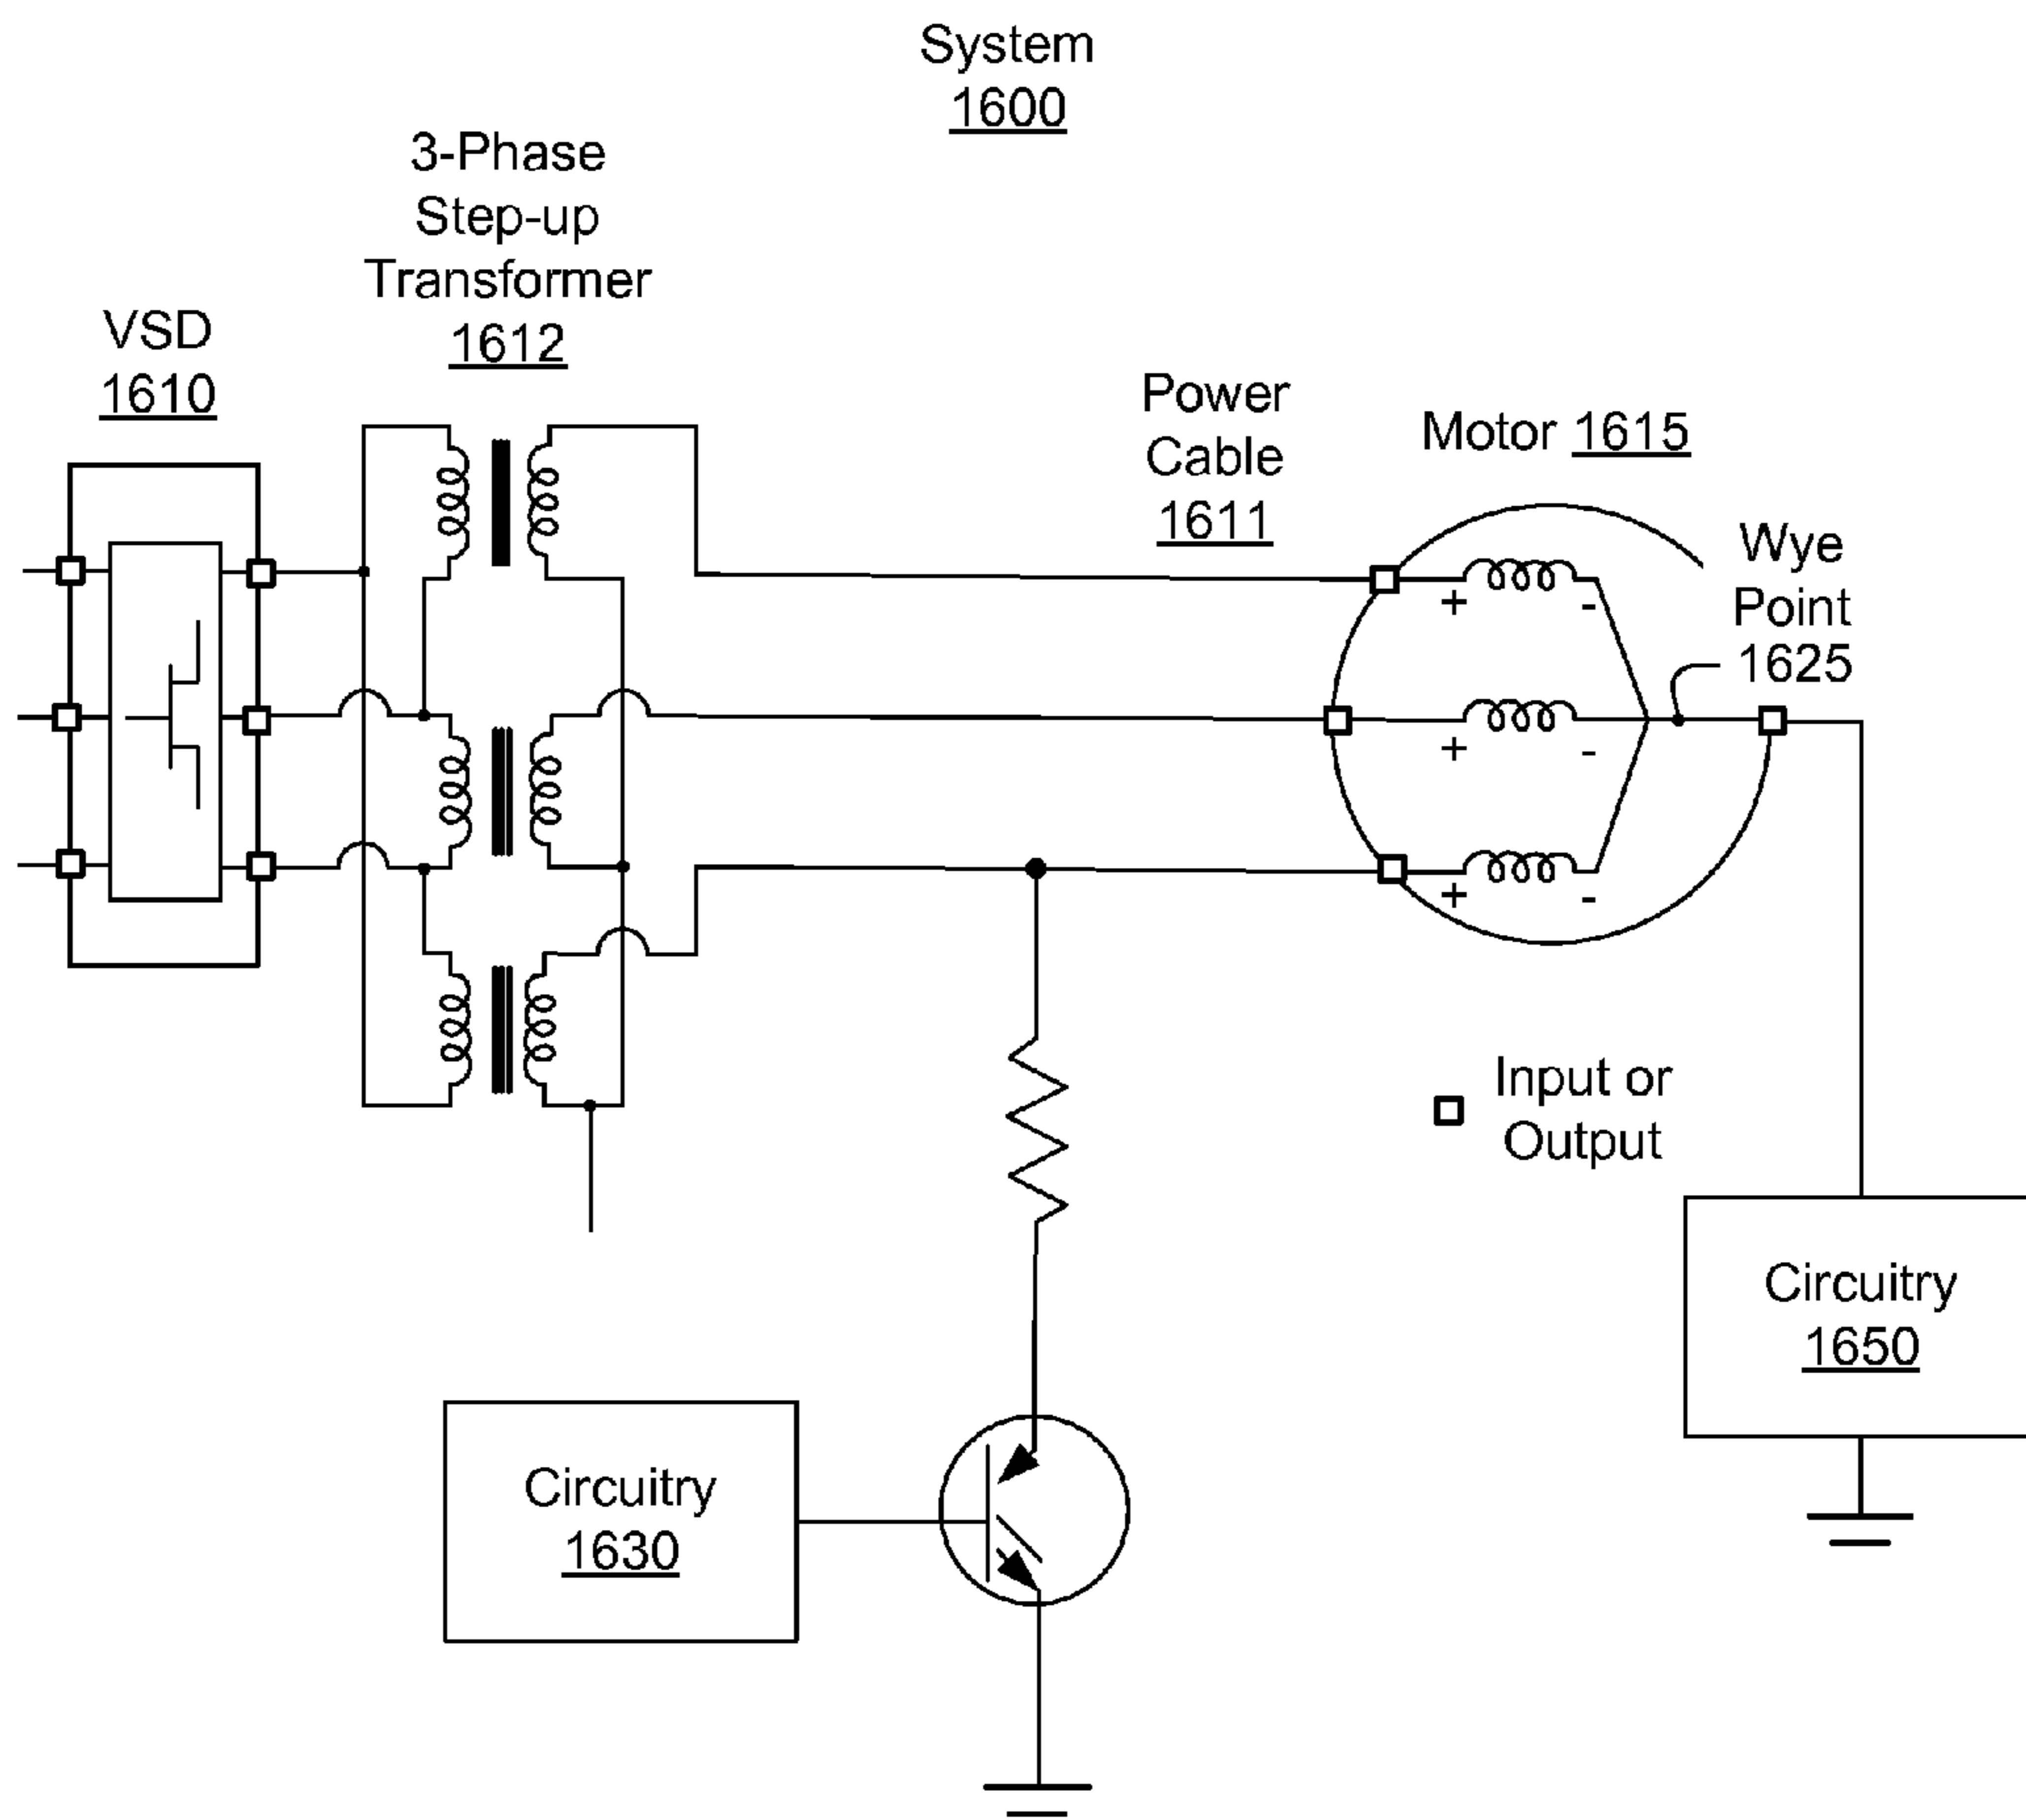 System
1600
3-Phase
Step-up
Transformer
1612
VSD
1610
Power
Cable
1611
Motor 1615
Wye
Point
1625
+
-
+
-
+
-
Input or
Output
Circuitry
1650
Circuitry
1630